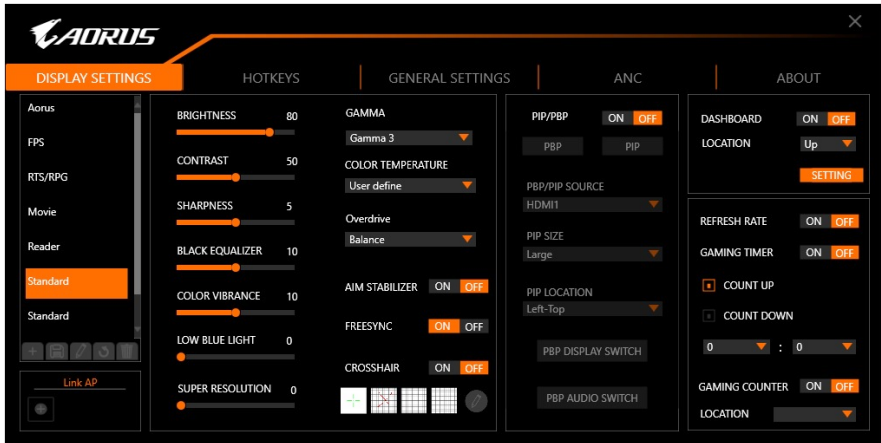 AORUS
DISPLAY SETTINGS HOTKEYS GENERAL SETTINGS ANC ABOUT
Aorus
FPS
RTS/RPG
Movie
Reader
Standard
Standard
Link AP
BRIGHTNESS 80
CONTRAST 50
SHARPNESS 5
BLACK EQUALIZER 10
COLOR VIBRANCE 10
LOW BLUE LIGHT 0
SUPER RESOLUTION 0
GAMMA
Gamma 3
COLOR TEMPERATURE
User define
Overdrive
Balance
AIM STABILIZER ON OFF
FREESYNC ON OFF
CROSSHAIR ON OFF
PIP/PBP ON OFF
PBP PIP
PBP/PIP SOURCE
HDMI1
PIP SIZE
Large
PIP LOCATION
Left-Top
PBP DISPLAY SWITCH
PBP AUDIO SWITCH
DASHBOARD ON OFF
LOCATION Up
SETTING
REFRESH RATE ON OFF
GAMING TIMER ON OFF
COUNT UP
COUNT DOWN
0 : 0
GAMING COUNTER ON OFF
LOCATION